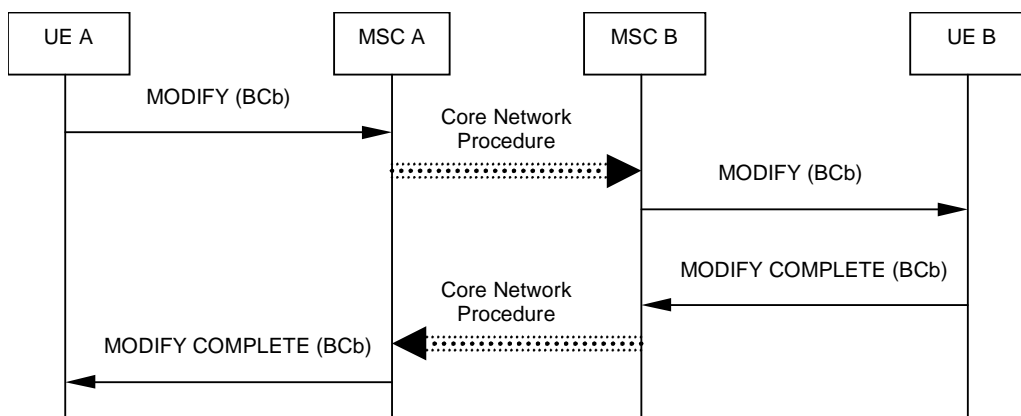 UE A
MSC A
MSC B
UE B
MODIFY (BCb)
Core Network
Procedure
MODIFY (BCb)
MODIFY COMPLETE (BCb)
Core Network
Procedure
MODIFY COMPLETE (BCb)